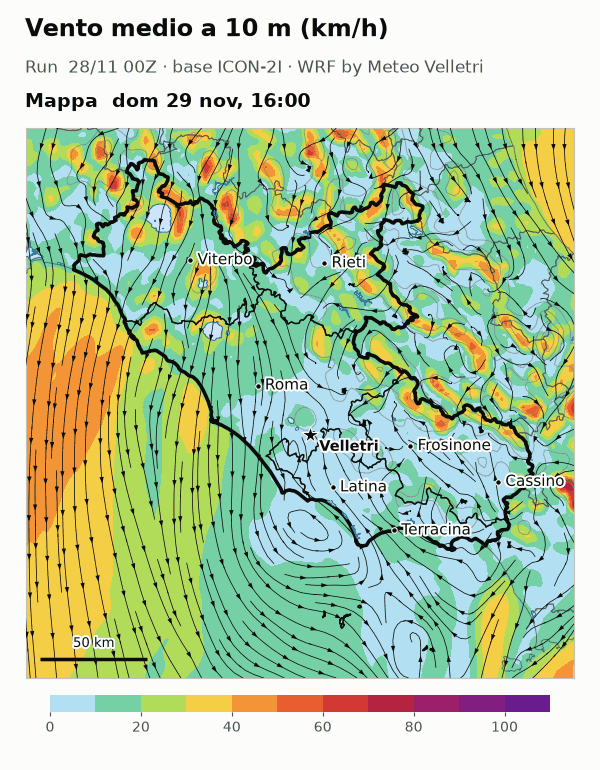 Vento medio a 10 m (km/h)
Run  28/11 00Z · base ICON-2I · WRF by Meteo Velletri
Mappa  dom 29 nov, 16:00
Viterbo
Rieti
Roma
Velletri
Frosinone
Latina
Cassino
Terracina
50 km
0 20 40 60 80 100